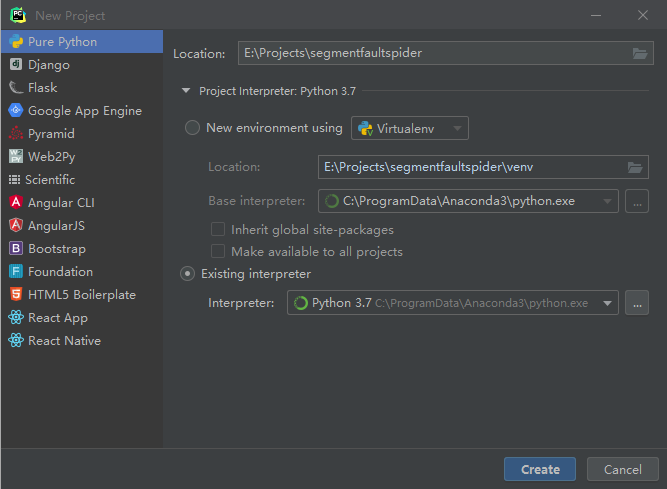 New Project
Pure Python
Django
Flask
Google App Engine
Pyramid
Web2Py
Scientific
Angular CLI
AngularJS
Bootstrap
Foundation
HTML5 Boilerplate
React App
React Native
Location: E:\Projects\segmentfaultspider
Project Interpreter: Python 3.7
New environment using Virtualenv
Location: E:\Projects\segmentfaultspider\venv
Base interpreter: C:\ProgramData\Anaconda3\python.exe ...
Inherit global site-packages
Make available to all projects
Existing interpreter
Interpreter: Python 3.7 C:\ProgramData\Anaconda3\python.exe ...
Create Cancel